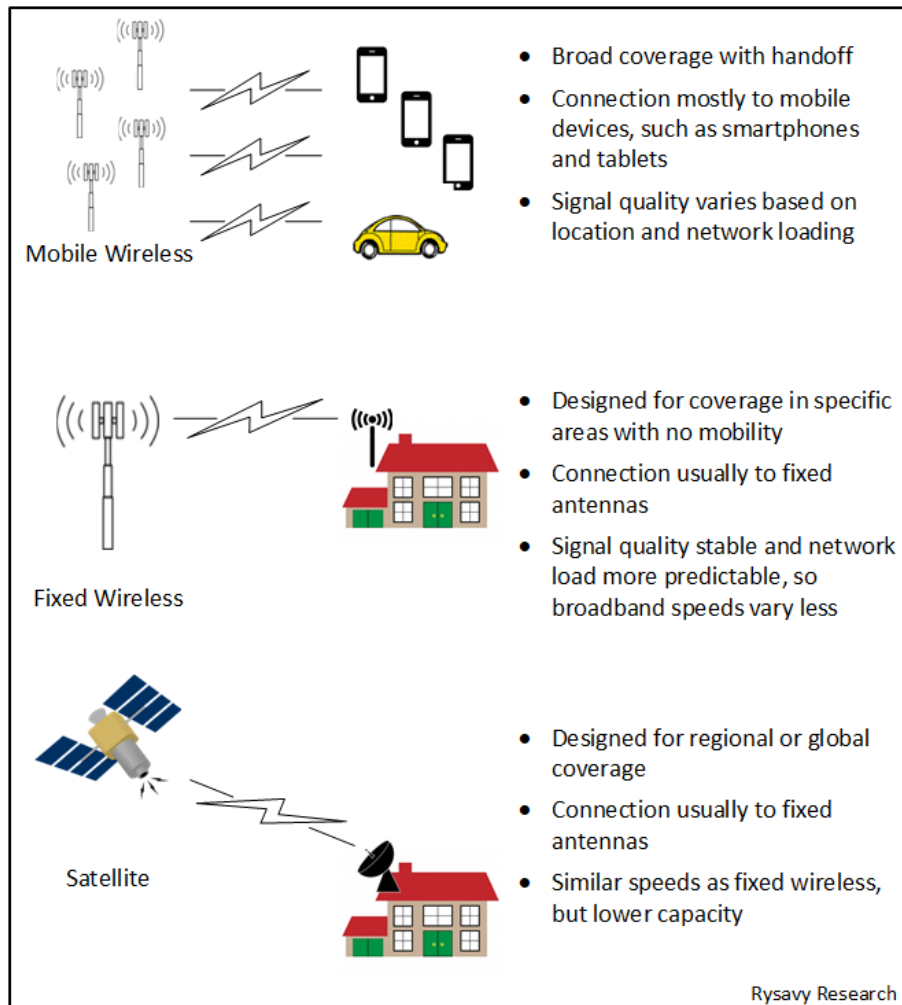 • Broad coverage with handoff
• Connection mostly to mobile
devices, such as smartphones
and tablets
• Signal quality varies based on
location and network loading
Mobile Wireless
• Designed for coverage in specific
areas with no mobility
• Connection usually to fixed
antennas
• Signal quality stable and network
load more predictable, so
broadband speeds vary less
Fixed Wireless
• Designed for regional or global
coverage
• Connection usually to fixed
antennas
• Similar speeds as fixed wireless,
but lower capacity
Satellite
Rysavy Research